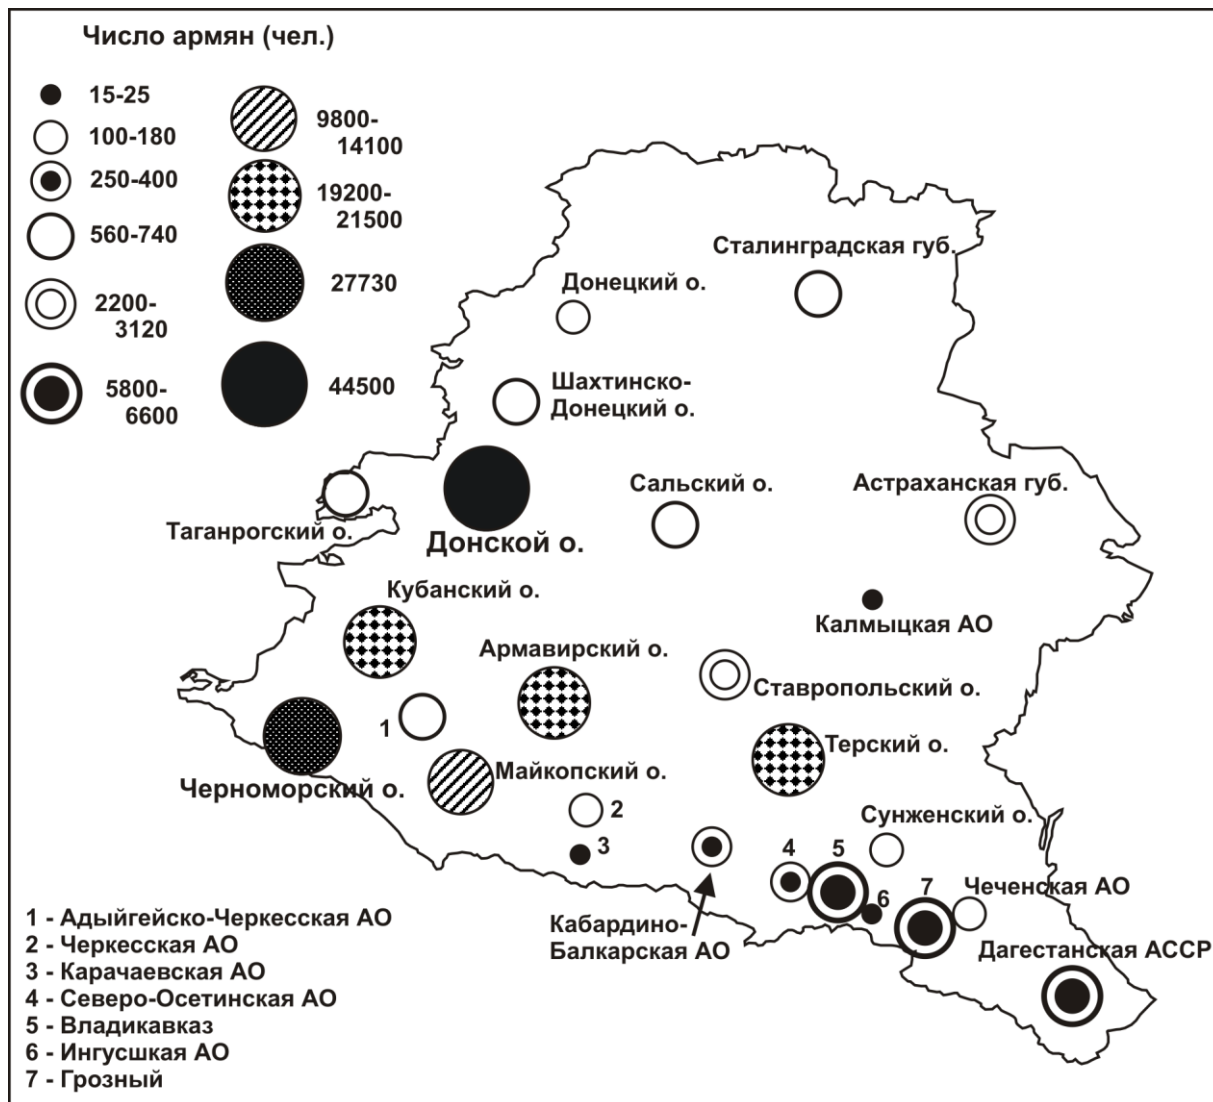 Число армян (чел.)
15-25
100-180
250-400
560-740
2200-
3120
5800-
6600
9800-
14100
19200-
21500
27730
44500
Сталинградская губ.
Донецкий о.
Шахтинско-
Донецкий о.
Сальский о.
Астраханская губ.
Таганрогский о.
Донской о.
Кубанский о.
Калмыцкая АО
Армавирский о.
Ставропольский о.
1
Терский о.
Черноморский о.
Майкопский о.
2
Сунженский о.
3
4
5
6
7
Чеченская АО
Кабардино-
Балкарская АО
Дагестанская АССР
1 - Адыйгейско-Черкесская АО
2 - Черкесская АО
3 - Карачаевская АО
4 - Северо-Осетинская АО
5 - Владикавказ
6 - Ингушкая АО
7 - Грозный